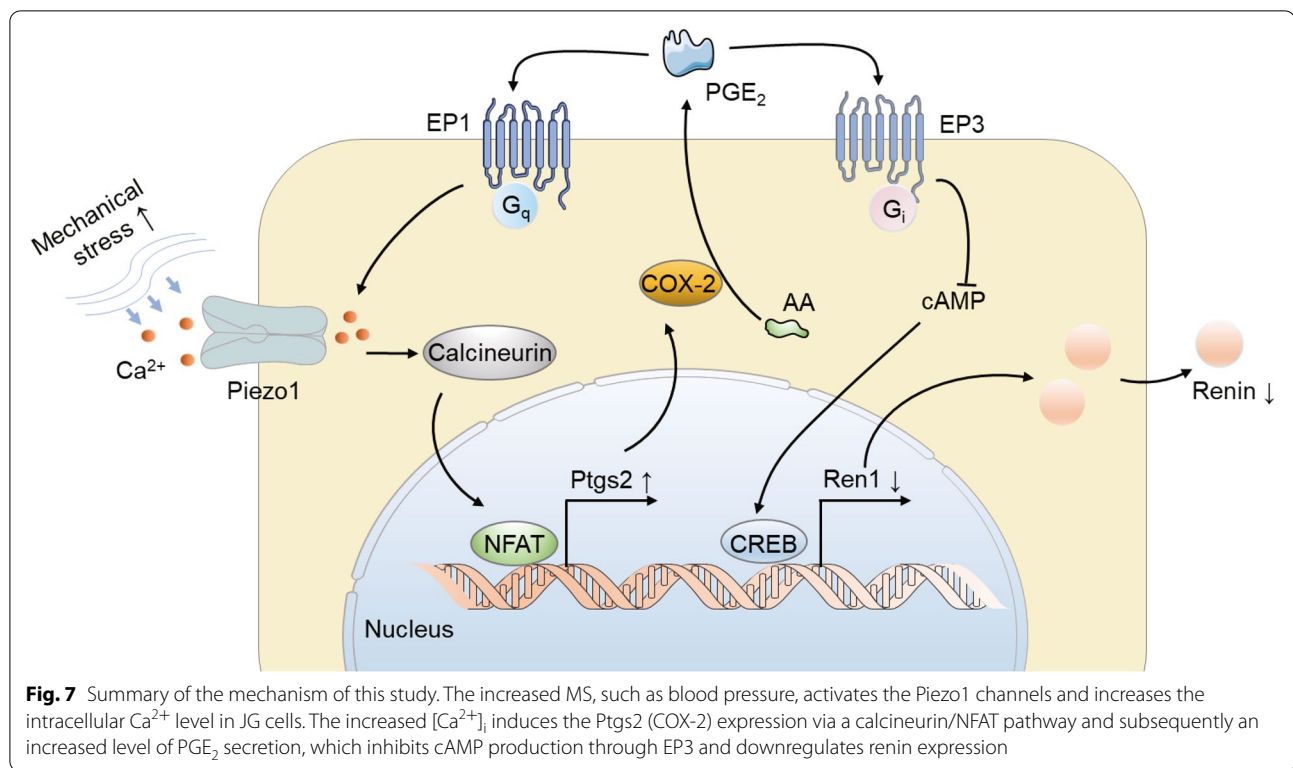 PGE2
EP1
EP3
Gq
Gi
Mechanical
stress ↑
COX-2
AA
cAMP
Ca2+
Piezo1
Calcineurin
Renin ↓
Ptgs2 ↑
Ren1 ↓
NFAT
CREB
Nucleus
Fig. 7 Summary of the mechanism of this study. The increased MS, such as blood pressure, activates the Piezo1 channels and increases the
intracellular Ca2+ level in JG cells. The increased [Ca2+]i induces the Ptgs2 (COX-2) expression via a calcineurin/NFAT pathway and subsequently an
increased level of PGE2 secretion, which inhibits cAMP production through EP3 and downregulates renin expression